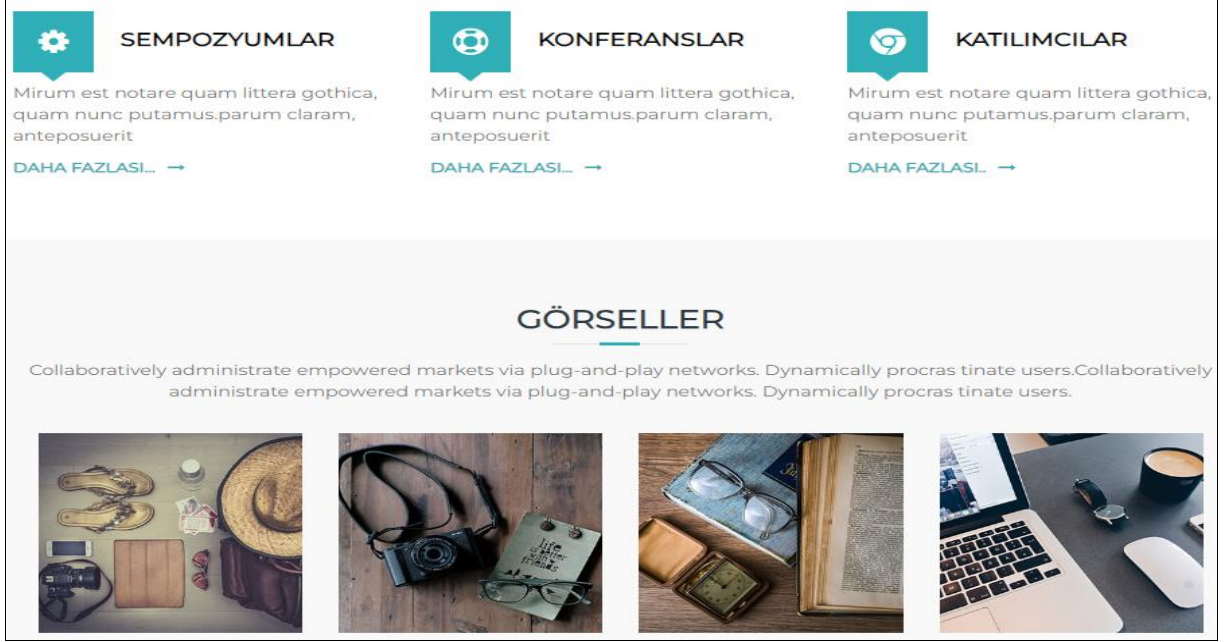 SEMPOZYUMLAR
Mirum est notare quam littera gothica,
quam nunc putamus.parum claram,
anteposuerit
DAHA FAZLASI... →
KONFERANSLAR
Mirum est notare quam littera gothica,
quam nunc putamus.parum claram,
anteposuerit
DAHA FAZLASI... →
KATILIMCILAR
Mirum est notare quam littera gothica,
quam nunc putamus.parum claram,
anteposuerit
DAHA FAZLASI.. →
GÖRSELLER
Collaboratively administrate empowered markets via plug-and-play networks. Dynamically procras tinate users.Collaboratively
administrate empowered markets via plug-and-play networks. Dynamically procras tinate users.
life
is better
with
friends